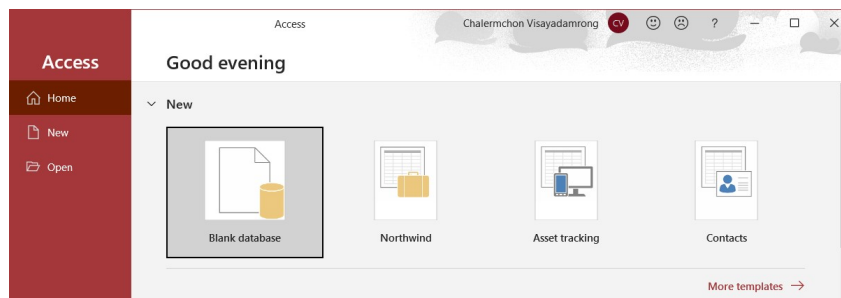 Access
Chalermchon Visayadamrong CV ?
Access
Good evening
Home
New
New
Open
Blank database
Northwind
Asset tracking
Contacts
More templates →